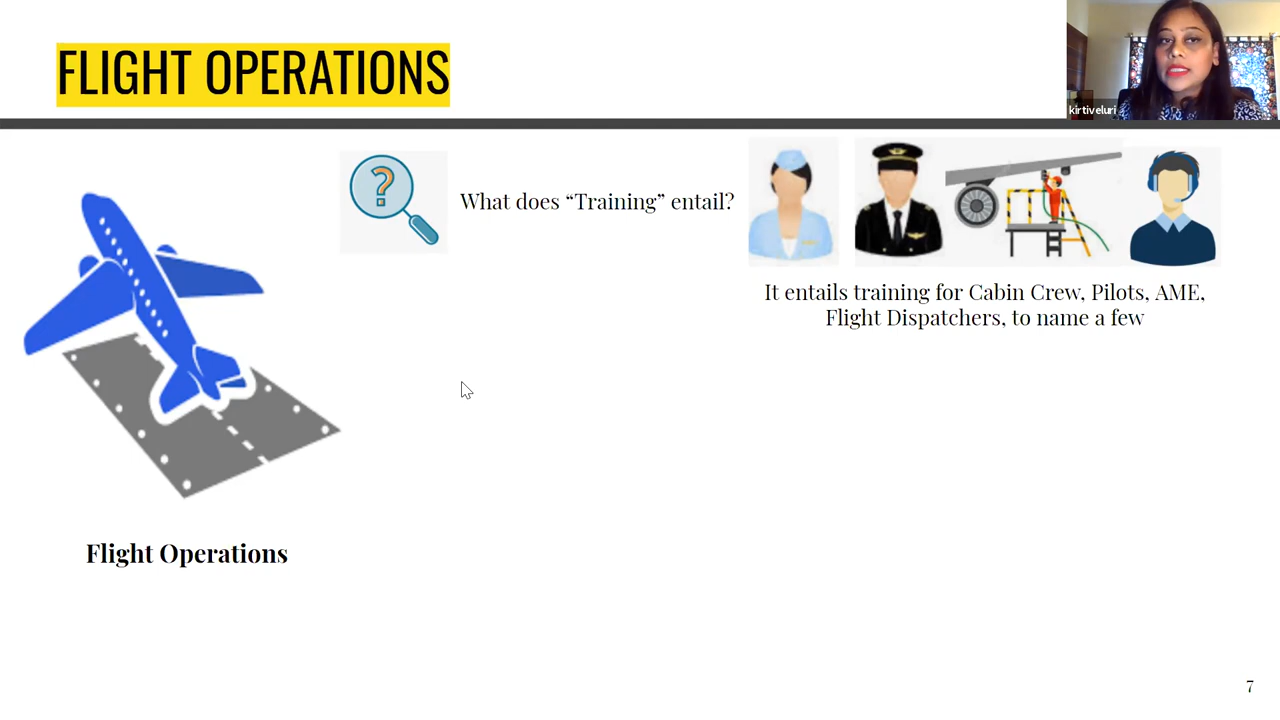 FLIGHT OPERATIONS
kirtiveluri
What does “Training” entail?
It entails training for Cabin Crew, Pilots, AME,
Flight Dispatchers, to name a few
Flight Operations
7